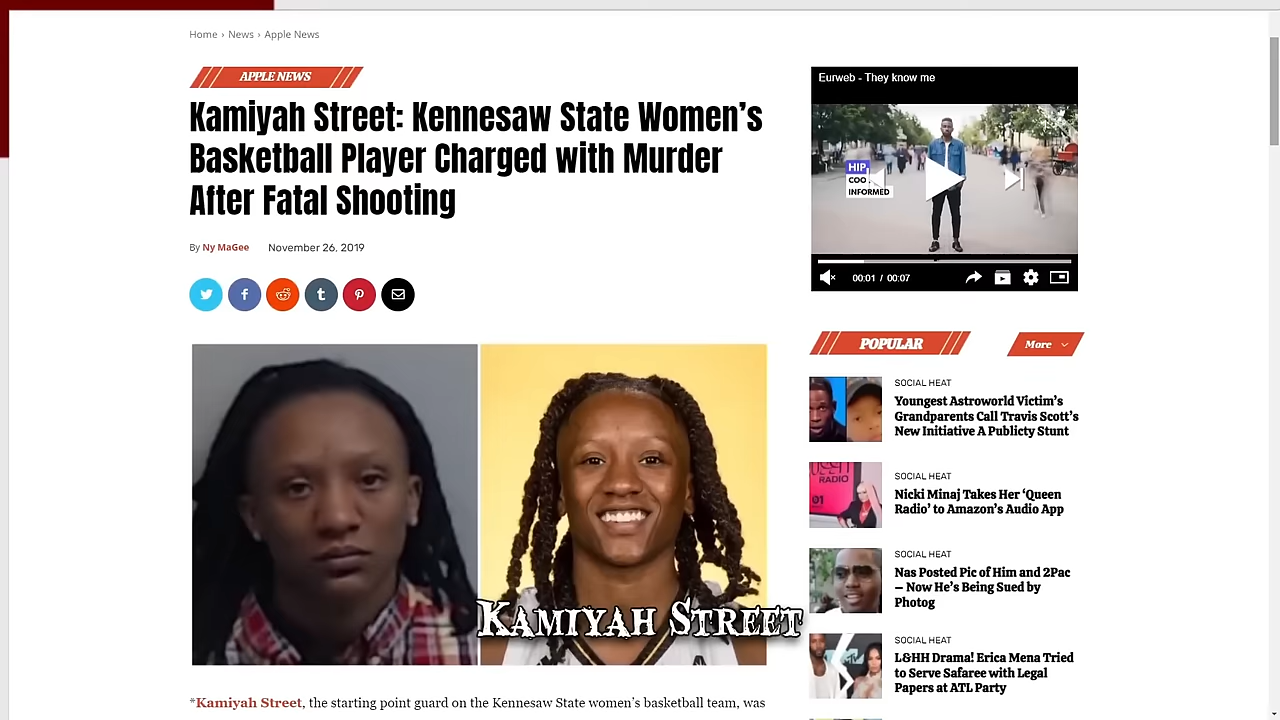 Home › News › Apple News
APPLE NEWS
Kamiyah Street: Kennesaw State Women’s
Basketball Player Charged with Murder
After Fatal Shooting
By Ny MaGee November 26, 2019
KAMIYAH STREET
*Kamiyah Street, the starting point guard on the Kennesaw State women’s basketball team, was
Eurweb - They know me
HIP
COO
INFORMED
00:01 / 00:07
POPULAR
More
SOCIAL HEAT
Youngest Astroworld Victim’s
Grandparents Call Travis Scott’s
New Initiative A Publicty Stunt
QUEEN
RADIO
01
SOCIAL HEAT
Nicki Minaj Takes Her ‘Queen
Radio’ to Amazon’s Audio App
SOCIAL HEAT
Nas Posted Pic of Him and 2Pac
– Now He’s Being Sued by
Photog
SOCIAL HEAT
L&HH Drama! Erica Mena Tried
to Serve Safaree with Legal
Papers at ATL Party